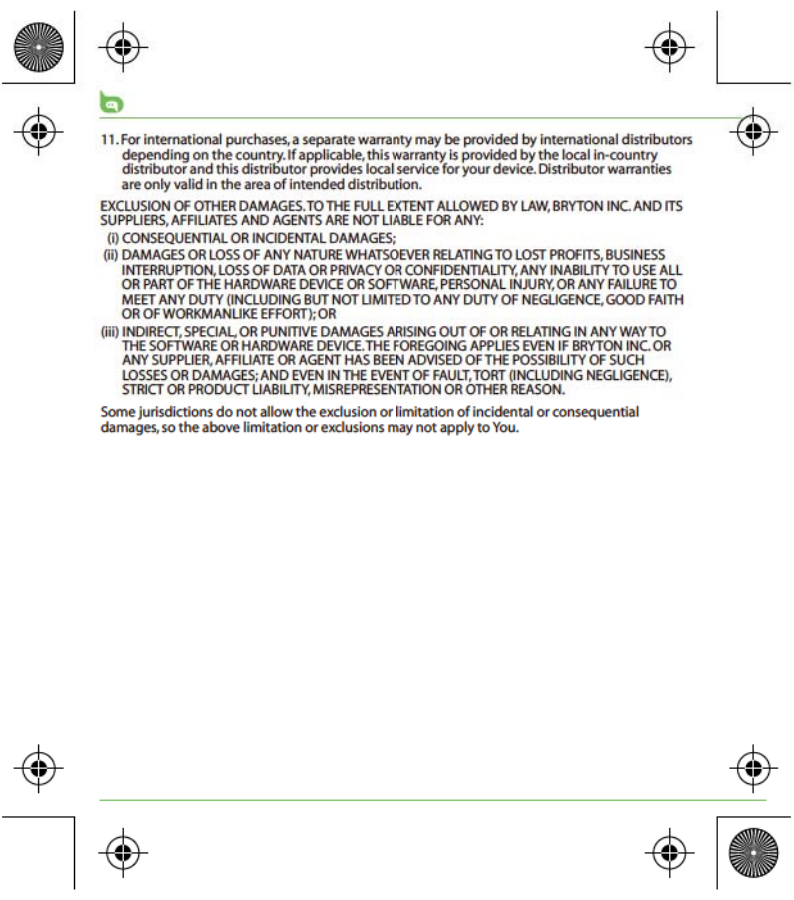 11. For international purchases, a separate warranty may be provided by international distributors
depending on the country. If applicable, this warranty is provided by the local in-country
distributor and this distributor provides local service for your device. Distributor warranties
are only valid in the area of intended distribution.
EXCLUSION OF OTHER DAMAGES. TO THE FULL EXTENT ALLOWED BY LAW, BRYTON INC. AND ITS
SUPPLIERS, AFFILIATES AND AGENTS ARE NOT LIABLE FOR ANY:
(i) CONSEQUENTIAL OR INCIDENTAL DAMAGES;
(ii) DAMAGES OR LOSS OF ANY NATURE WHATSOEVER RELATING TO LOST PROFITS, BUSINESS
INTERRUPTION, LOSS OF DATA OR PRIVACY OR CONFIDENTIALITY, ANY INABILITY TO USE ALL
OR PART OF THE HARDWARE DEVICE OR SOFTWARE, PERSONAL INJURY, OR ANY FAILURE TO
MEET ANY DUTY (INCLUDING BUT NOT LIMITED TO ANY DUTY OF NEGLIGENCE, GOOD FAITH
OR OF WORKMANLIKE EFFORT); OR
(iii) INDIRECT, SPECIAL, OR PUNITIVE DAMAGES ARISING OUT OF OR RELATING IN ANY WAY TO
THE SOFTWARE OR HARDWARE DEVICE. THE FOREGOING APPLIES EVEN IF BRYTON INC. OR
ANY SUPPLIER, AFFILIATE OR AGENT HAS BEEN ADVISED OF THE POSSIBILITY OF SUCH
LOSSES OR DAMAGES; AND EVEN IN THE EVENT OF FAULT, TORT (INCLUDING NEGLIGENCE),
STRICT OR PRODUCT LIABILITY, MISREPRESENTATION OR OTHER REASON.
Some jurisdictions do not allow the exclusion or limitation of incidental or consequential
damages, so the above limitation or exclusions may not apply to You.